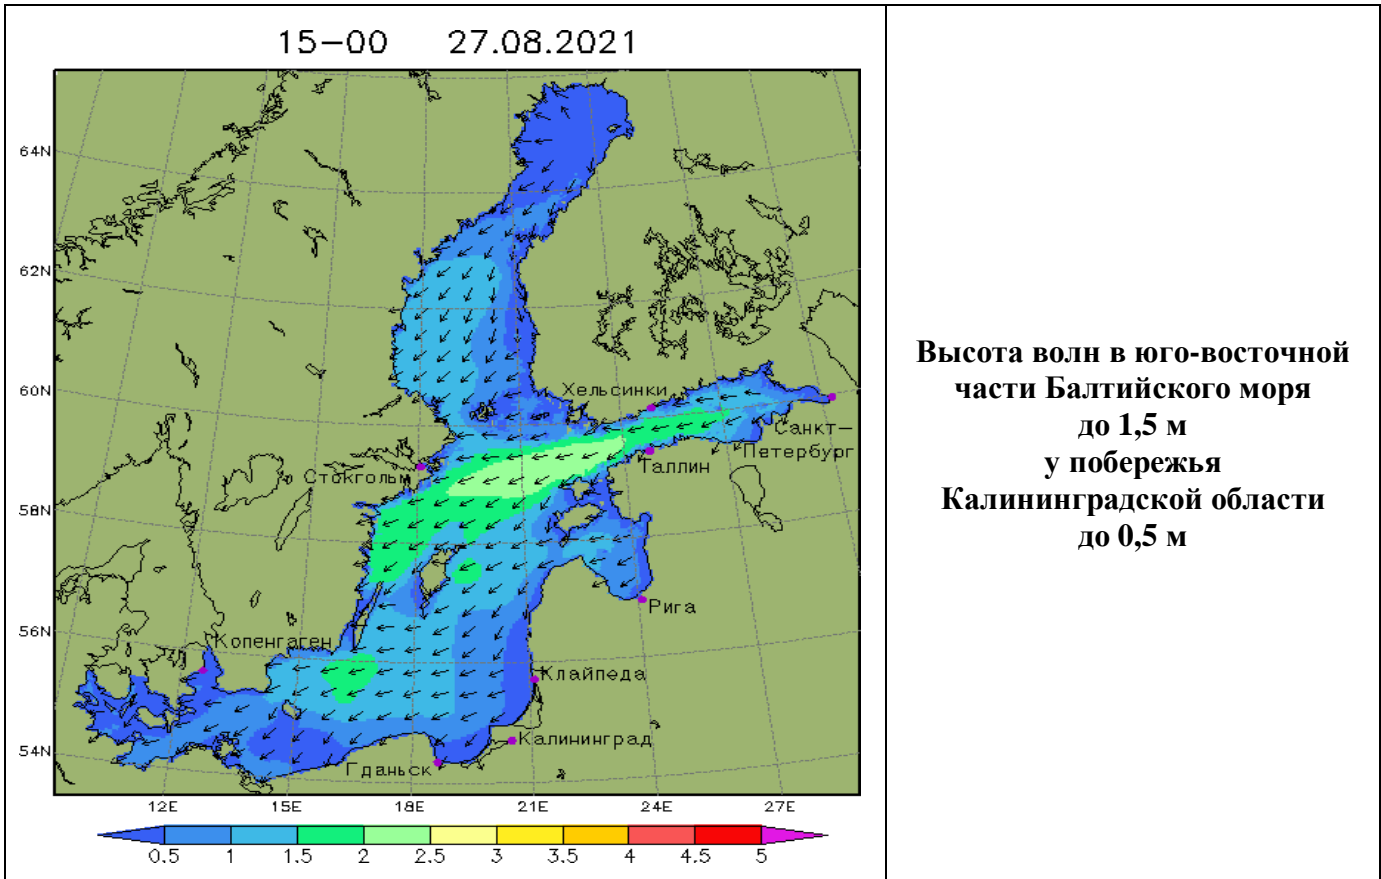 15-00 27.08.2021
64N
62N
60N
58N
56N
54N
Хельсинки
Санкт-
Петербург
Таллин
Стокгольм
Рига
Копенгаген
Клайпеда
Калининград
Гданьск
12E 15E 18E 21E 24E 27E
0.5 1 1.5 2 2.5 3 3.5 4 4.5 5
Высота волн в юго-восточной
части Балтийского моря
до 1,5 м
у побережья
Калининградской области
до 0,5 м